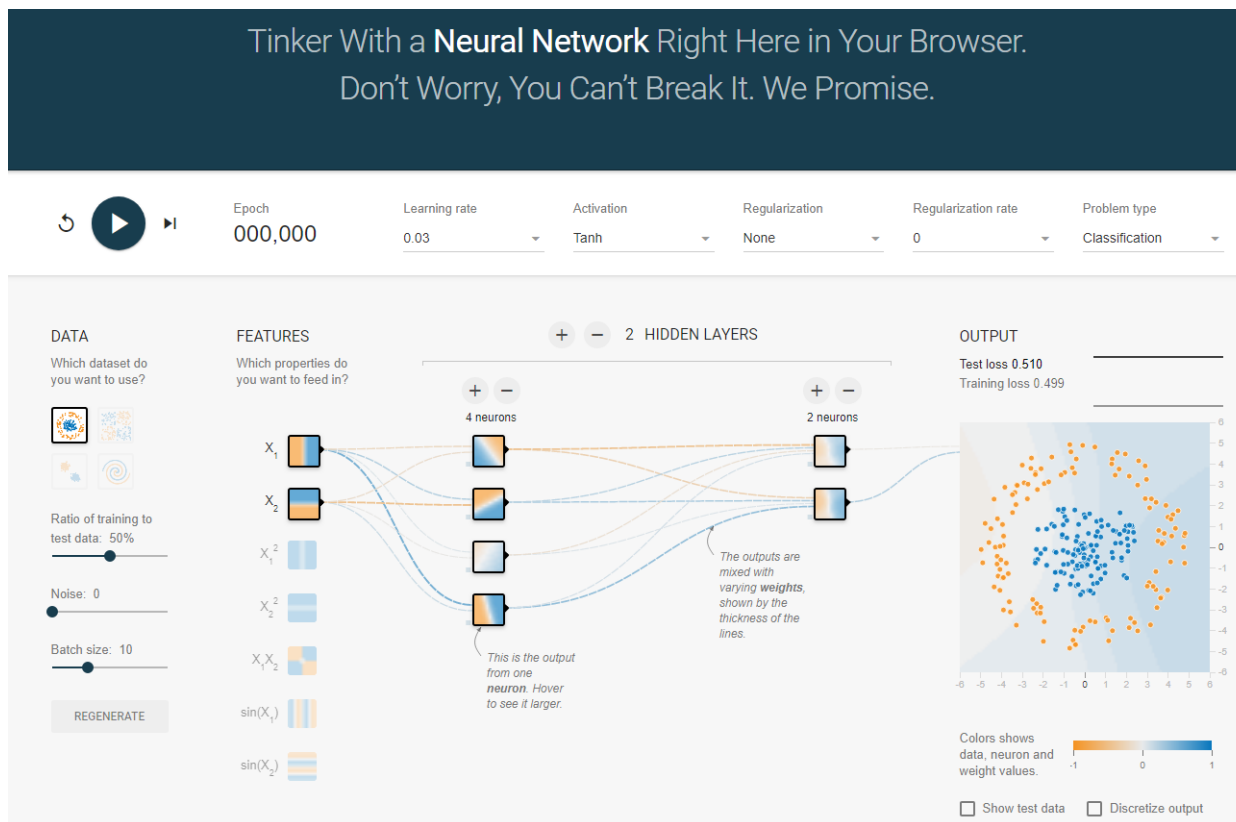 Tinker With a Neural Network Right Here in Your Browser.
Don't Worry, You Can't Break It. We Promise.
Epoch
000,000
Learning rate
0.03
Activation
Tanh
Regularization
None
Regularization rate
0
Problem type
Classification
DATA
Which dataset do
you want to use?
Ratio of training to
test data: 50%
Noise: 0
Batch size: 10
REGENERATE
FEATURES
Which properties do
you want to feed in?
X₁
X₂
X₁²
X₂²
X₁X₂
sin(X₁)
sin(X₂)
+ − 2 HIDDEN LAYERS
+ −
4 neurons
+ −
2 neurons
This is the output
from one
neuron. Hover
to see it larger.
The outputs are
mixed with
varying weights,
shown by the
thickness of the
lines.
OUTPUT
Test loss 0.510
Training loss 0.499
6
5
4
3
2
1
0
-1
-2
-3
-4
-5
-6
-6 -5 -4 -3 -2 -1 0 1 2 3 4 5 6
Colors shows
data, neuron and
weight values.
-1 0 1
Show test data
Discretize output